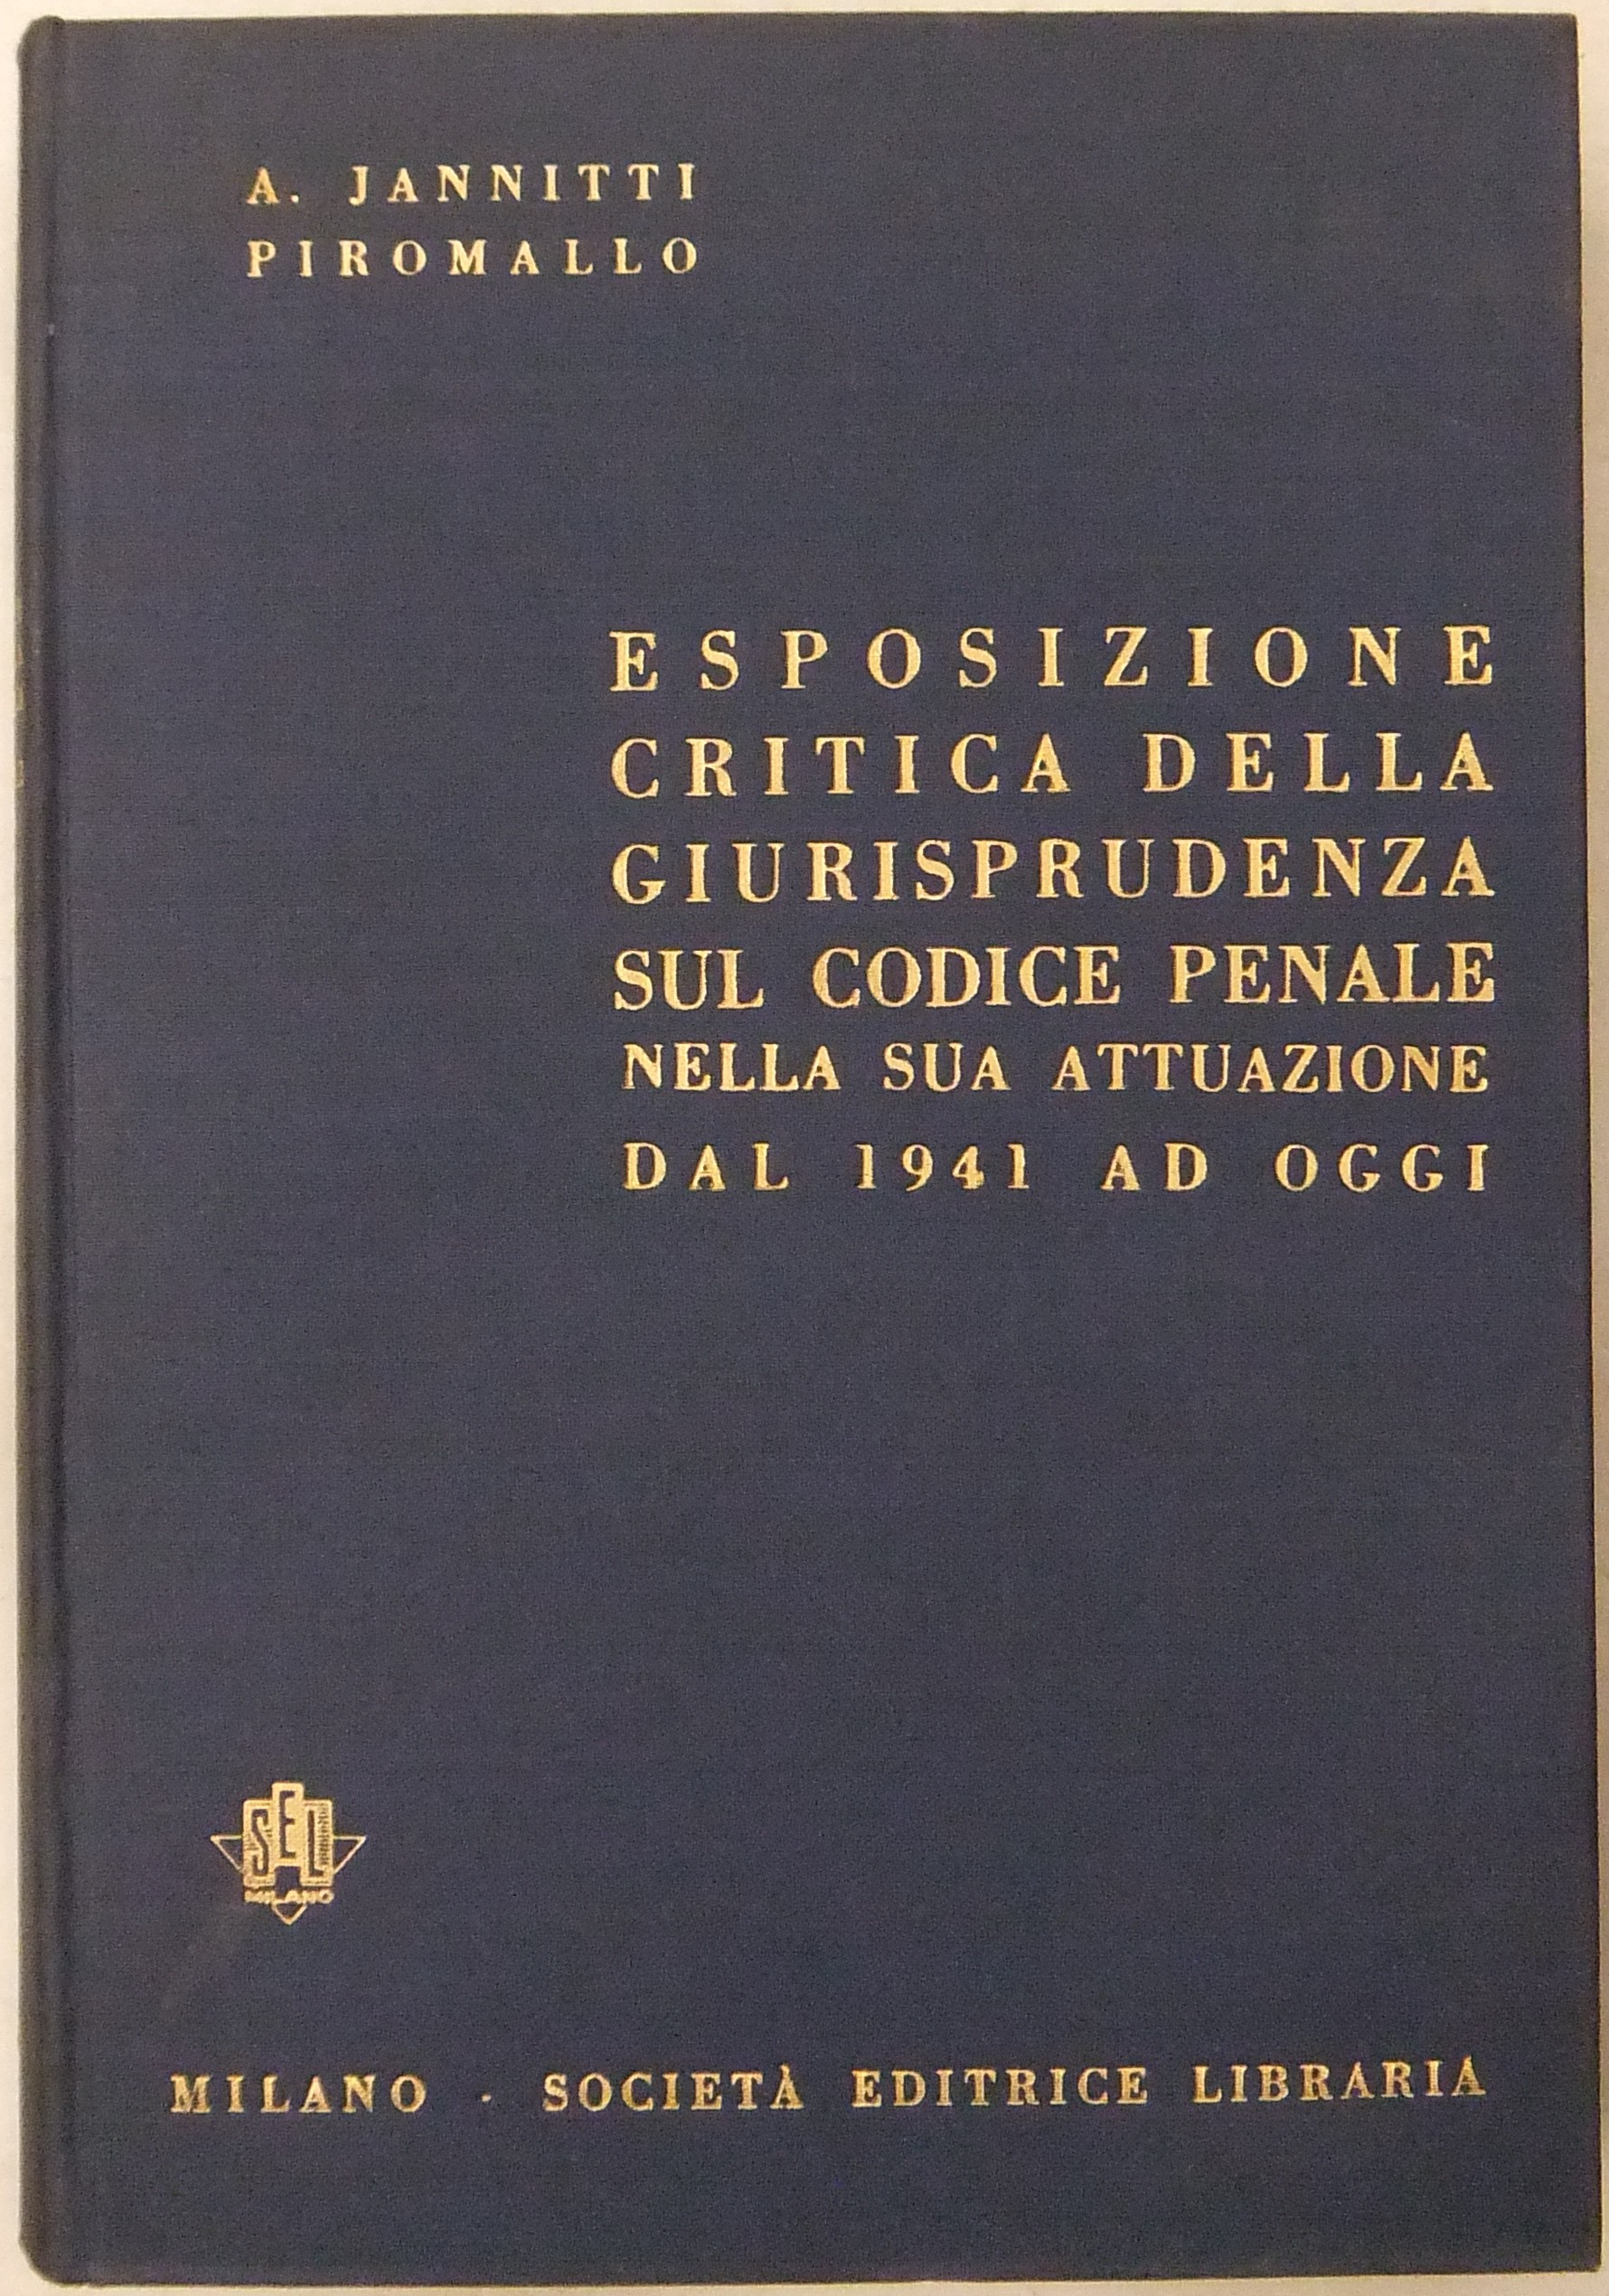 A. JANNITTI
PIROMALLO
ESPOSIZIONE
CRITICA DELLA
GIURISPRUDENZA
SUL CODICE PENALE
NELLA SUA ATTUAZIONE
DAL 1941 AD OGGI
SEL
MILANO
MILANO - SOCIETÀ EDITRICE LIBRARIA